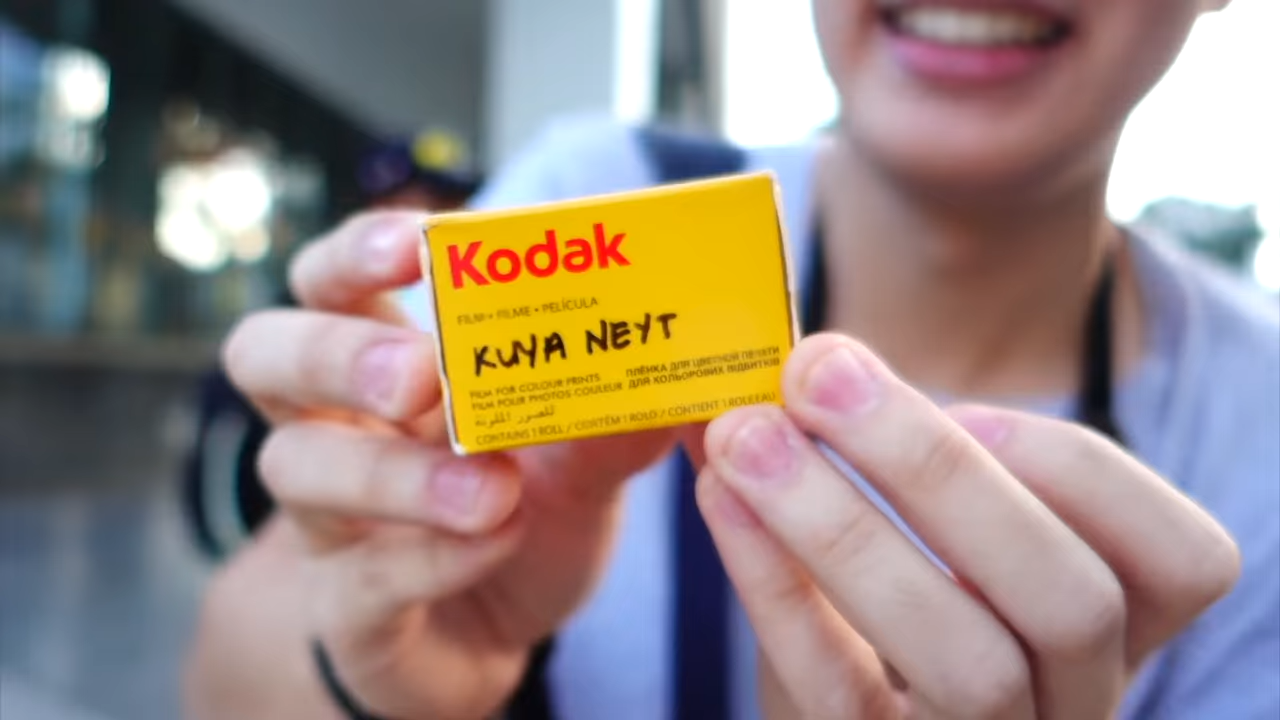 Kodak
FILM • FILME • PELÍCULA
KUYA NEYT
FILM FOR COLOUR PRINTS ПЛЁНКА ДЛЯ ЦВЕТНОЙ ПЕЧАТИ
FILM POUR PHOTOS COULEUR ДЛЯ КОЛЬОРОВИХ ВІДБИТКІВ
للصور الملونة
CONTAINS 1 ROLL / CONTÉM 1 ROLO / CONTIENT 1 ROULEAU